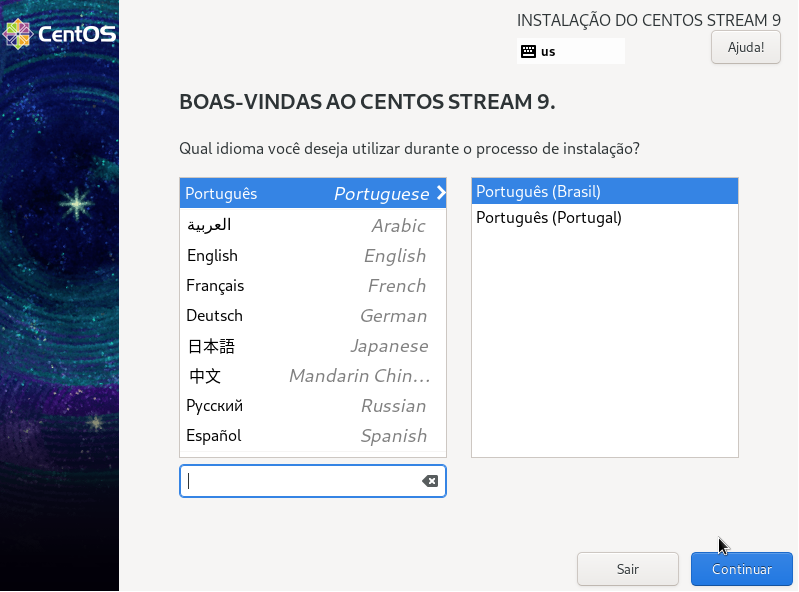 CentOS
INSTALAÇÃO DO CENTOS STREAM 9
us
Ajuda!
BOAS-VINDAS AO CENTOS STREAM 9.
Qual idioma você deseja utilizar durante o processo de instalação?
Português Portuguese
العربية Arabic
English English
Français French
Deutsch German
日本語 Japanese
中文 Mandarin Chin...
Русский Russian
Español Spanish
Português (Brasil)
Português (Portugal)
Sair
Continuar